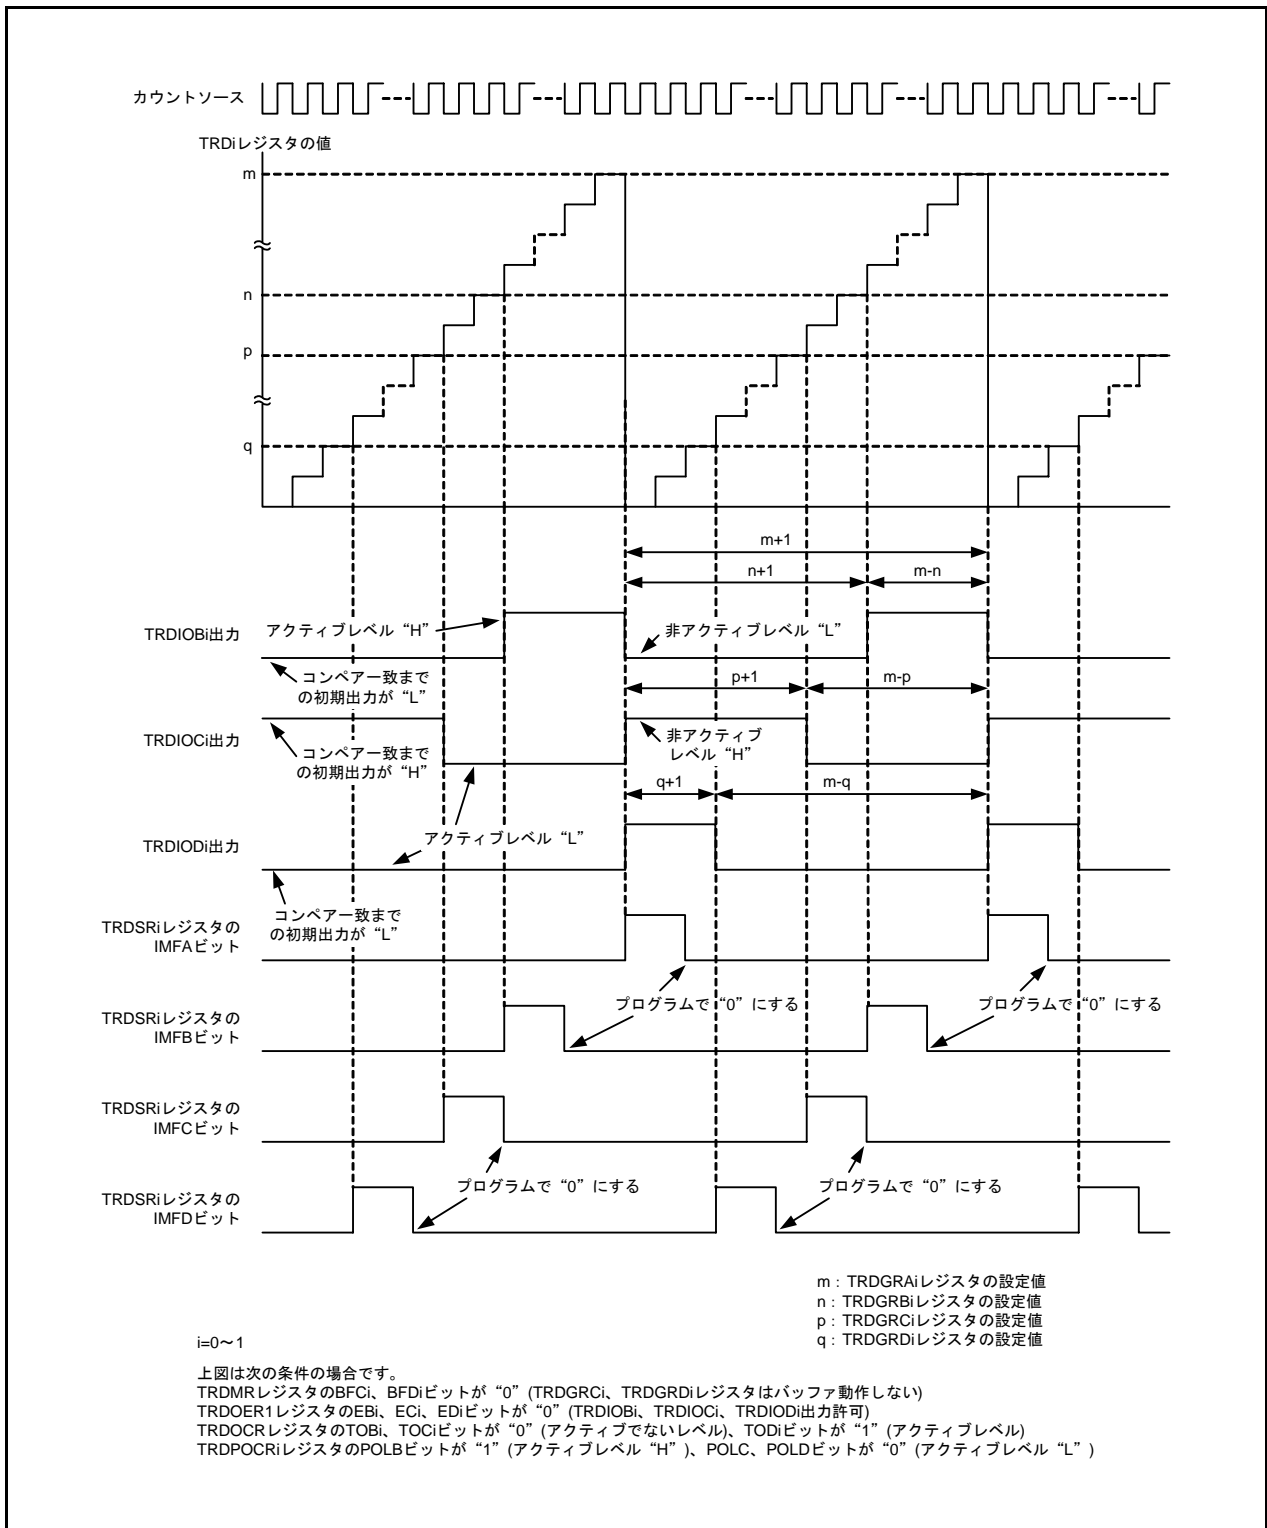 カウントソース
TRDiレジスタの値
m
n
p
q
m+1
n+1
m-n
TRDIOBi出力
アクティブレベル “H”
非アクティブレベル “L”
コンペア一致まで
の初期出力が “L”
p+1
m-p
TRDIOCi出力
コンペア一致まで
の初期出力が “H”
非アクティブ
レベル “H”
q+1
m-q
アクティブレベル “L”
TRDIODi出力
コンペア一致まで
の初期出力が “L”
TRDSRiレジスタの
IMFAビット
プログラムで “0” にする
プログラムで “0” にする
TRDSRiレジスタの
IMFBビット
TRDSRiレジスタの
IMFCビット
プログラムで “0” にする
プログラムで “0” にする
TRDSRiレジスタの
IMFDビット
m : TRDGRAiレジスタの設定値
n : TRDGRBiレジスタの設定値
p : TRDGRCiレジスタの設定値
q : TRDGRDiレジスタの設定値
i=0～1
上図は次の条件の場合です。
TRDMRレジスタのBFCi、BFDiビットが “0” (TRDGRCi、TRDGRDiレジスタはバッファ動作しない)
TRDOER1レジスタのEBi、ECi、EDiビットが “0” (TRDIOBi、TRDIOCi、TRDIODi出力許可)
TRDOCRレジスタのTOBi、TOCiビットが “0” (アクティブでないレベル)、TODiビットが “1” (アクティブレベル)
TRDPOCRiレジスタのPOLBビットが “1” (アクティブレベル “H” )、POLC、POLDビットが “0” (アクティブレベル “L” )